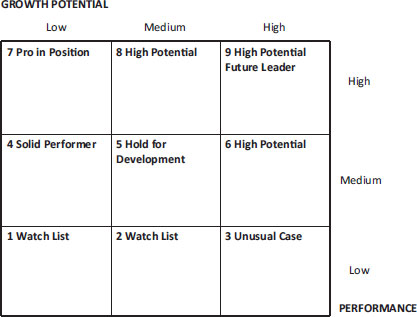 GROWTH POTENTIAL
Low Medium High
7 Pro in Position 8 High Potential 9 High Potential
Future Leader
High
4 Solid Performer 5 Hold for 6 High Potential
Development
Medium
1 Watch List 2 Watch List 3 Unusual Case
Low
PERFORMANCE